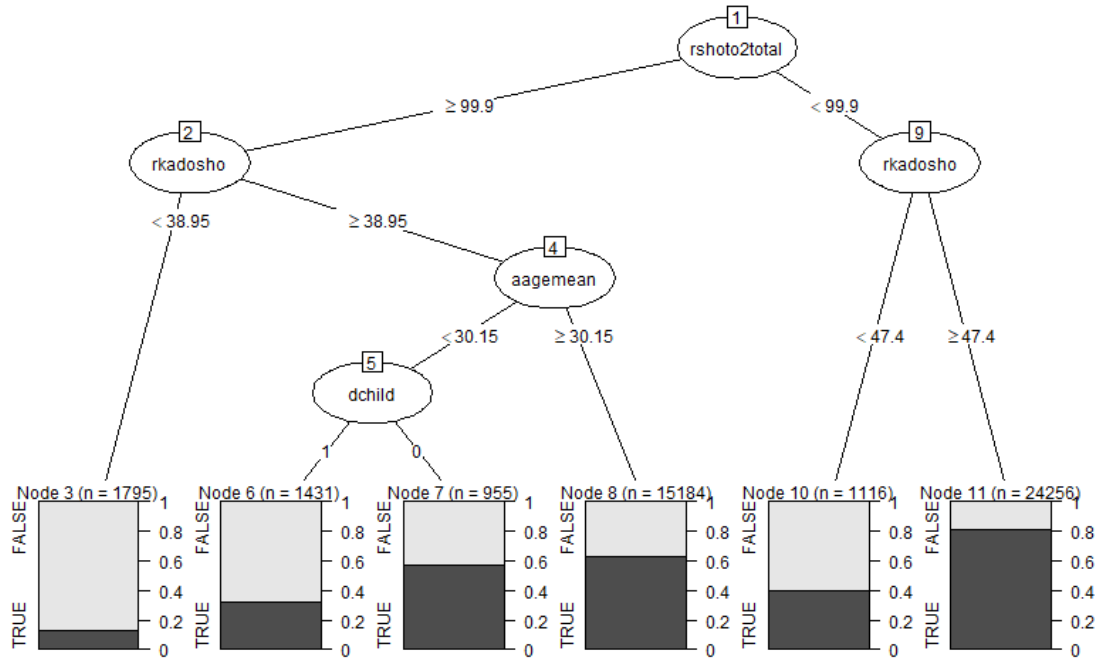 1
rshoto2total
≥ 99.9
< 99.9
2
rkadosho
9
rkadosho
< 38.95
≥ 38.95
4
aagemean
< 30.15
≥ 30.15
< 47.4
≥ 47.4
5
dchild
1
0
Node 3 (n = 1795)
Node 6 (n = 1431)
Node 7 (n = 955)
Node 8 (n = 15184)
Node 10 (n = 1116)
Node 11 (n = 24256)
TRUE FALSE
0 0.2 0.4 0.6 0.8 1
TRUE FALSE
0 0.2 0.4 0.6 0.8 1
TRUE FALSE
0 0.2 0.4 0.6 0.8 1
TRUE FALSE
0 0.2 0.4 0.6 0.8 1
TRUE FALSE
0 0.2 0.4 0.6 0.8 1
TRUE FALSE
0 0.2 0.4 0.6 0.8 1